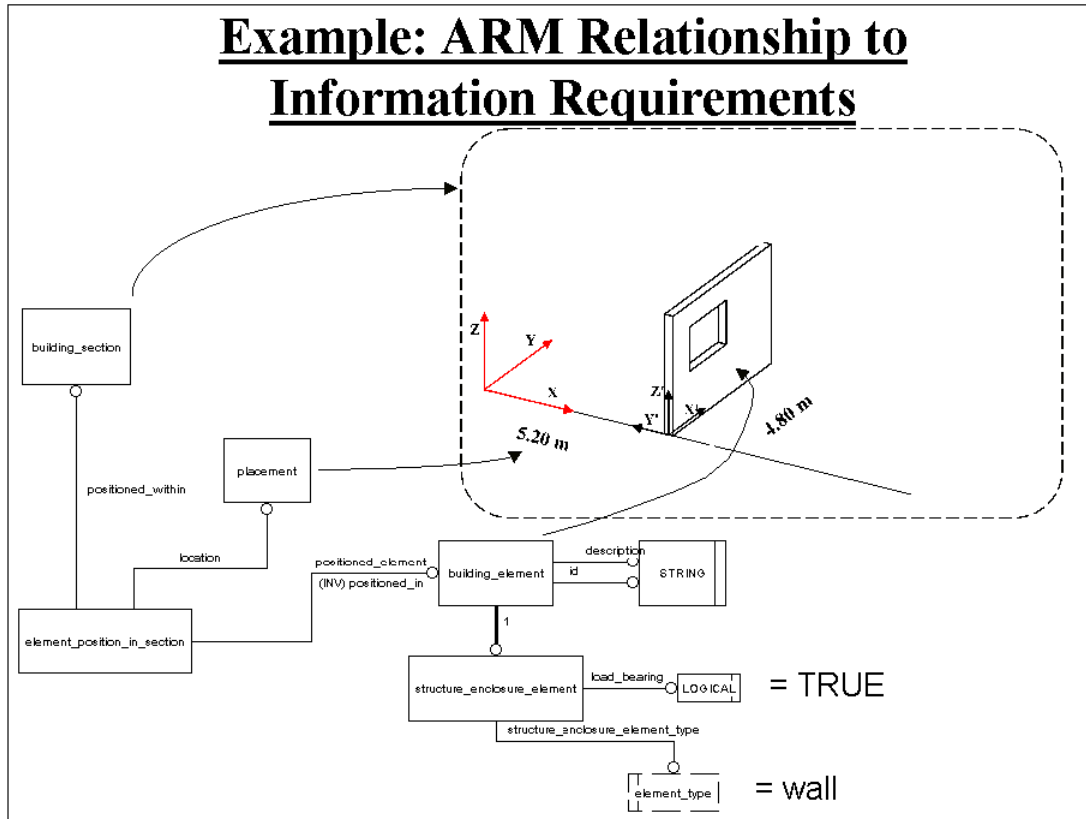 Example: ARM Relationship to
Information Requirements
building_section
Z
Y
X
Z'
X'
Y'
5.20 m
4.80 m
placement
positioned_within
location
positioned_element
(INV) positioned_in
building_element
description
id
STRING
element_position_in_section
1
structure_enclosure_element
load_bearing
LOGICAL
= TRUE
structure_enclosure_element_type
element_type
= wall